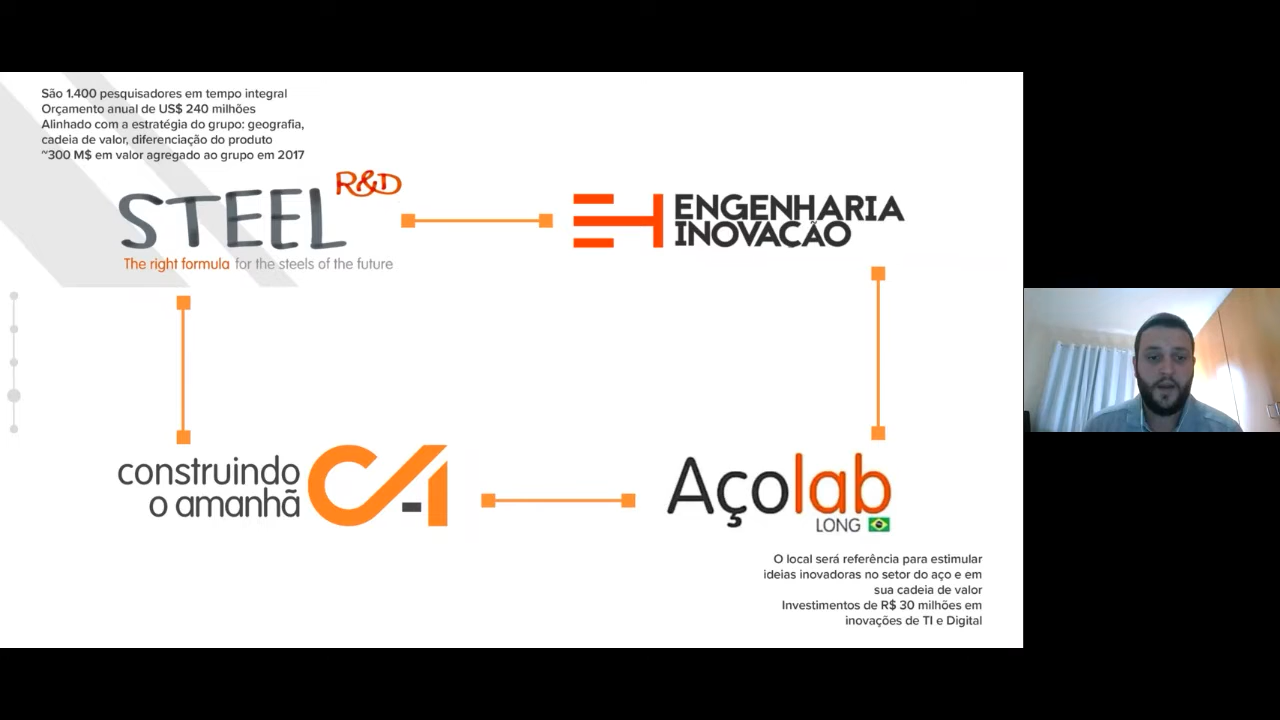 São 1.400 pesquisadores em tempo integral
Orçamento anual de US$ 240 milhões
Alinhado com a estratégia do grupo: geografia,
cadeia de valor, diferenciação do produto
~300 M$ em valor agregado ao grupo em 2017
STEEL R&D
The right formula for the steels of the future
ENGENHARIA
INOVAÇÃO
construindo
o amanhã
Açolab
LONG
O local será referência para estimular
ideias inovadoras no setor do aço e em
sua cadeia de valor
Investimentos de R$ 30 milhões em
inovações de TI e Digital